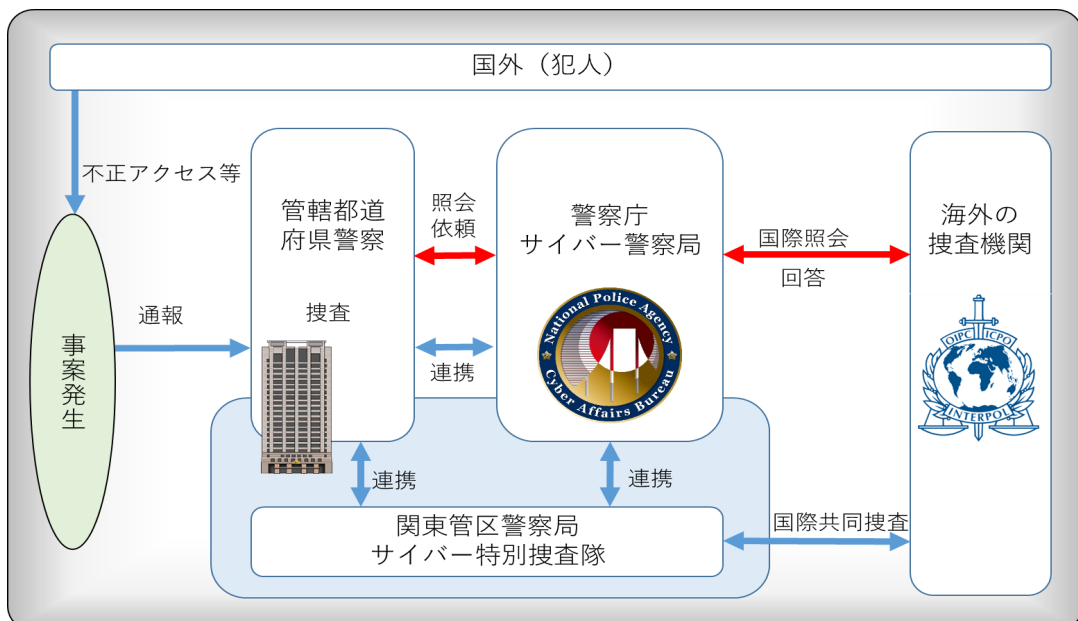 国外（犯人）
不正アクセス等
事案発生
通報
管轄都道
府県警察
捜査
照会
依頼
連携
警察庁
サイバー警察局
National Police Agency
Cyber Affairs Bureau
国際照会
回答
海外の
捜査機関
OIPC ICPO
INTERPOL
連携
連携
関東管区警察局
サイバー特別捜査隊
国際共同捜査